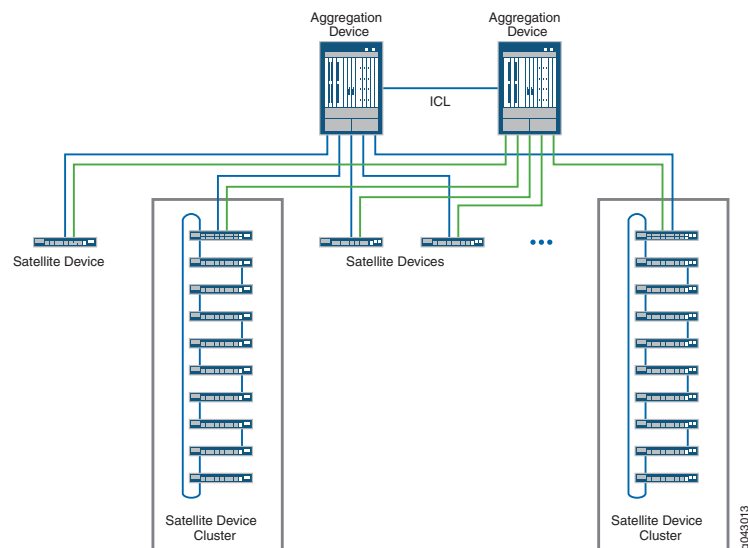 Aggregation
Device
Aggregation
Device
ICL
Satellite Device
Satellite Devices
Satellite Device
Cluster
Satellite Device
Cluster
g043013